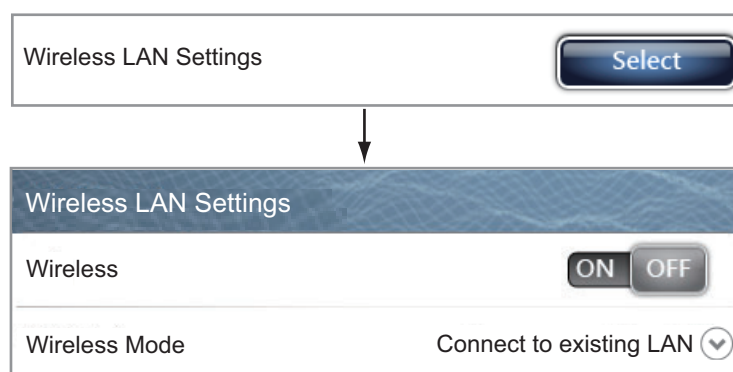 Wireless LAN Settings Select
Wireless LAN Settings
Wireless ON OFF
Wireless Mode Connect to existing LAN